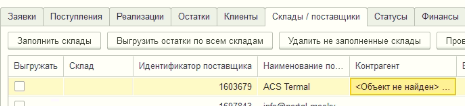 Заявки Поступления Реализации Остатки Клиенты Склады / поставщики Статусы Финансы
Заполнить склады Выгрузить остатки по всем складам Удалить не заполненные склады
Выгружать Склад Идентификатор поставщика Наименование по... Контрагент
1603679 ACS Termal <Объект не найден> ...